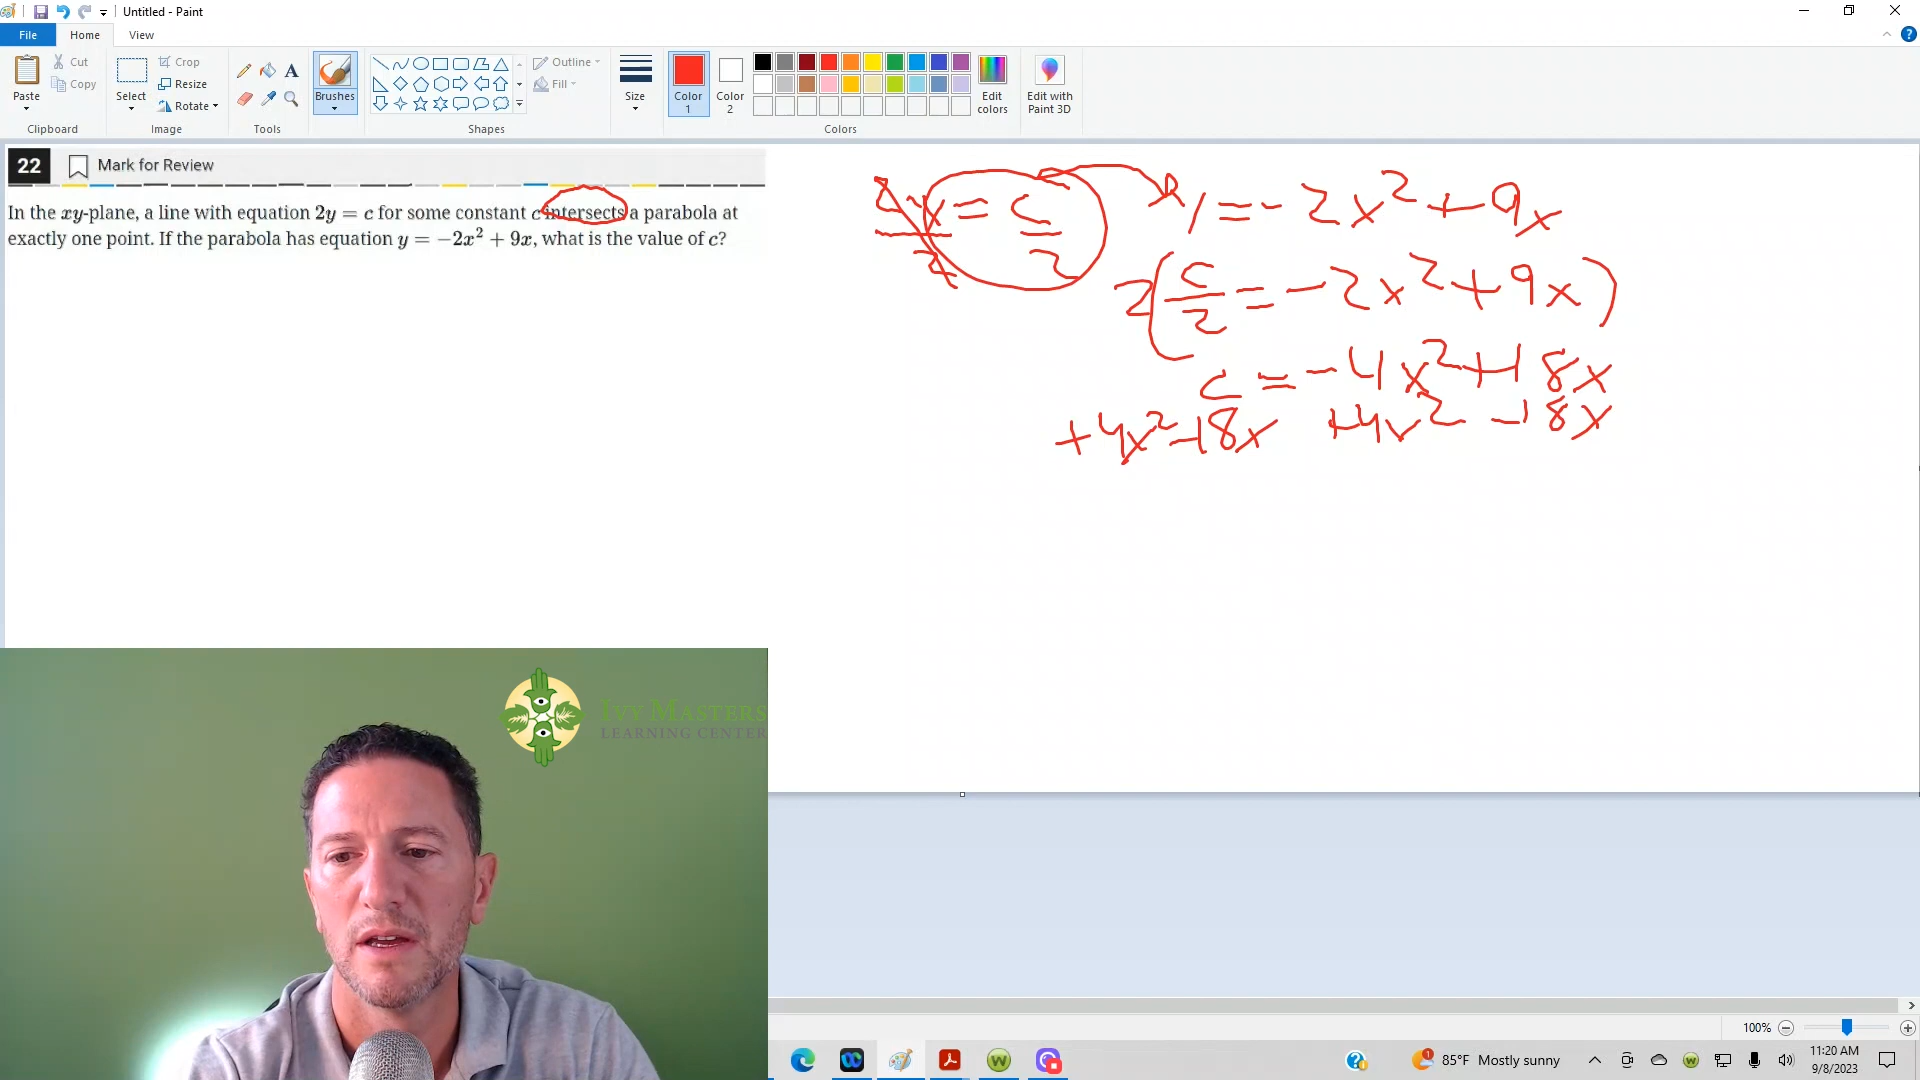 Untitled - Paint
File Home View
Paste
Cut
Copy
Clipboard
Select
Crop
Resize
Rotate
Image
A
Tools
Brushes
Outline
Fill
Shapes
Size
Color 1
Color 2
Edit colors
Colors
Edit with Paint 3D
22 Mark for Review
In the xy-plane, a line with equation 2y = c for some constant c intersects a parabola at
exactly one point. If the parabola has equation y = −2x² + 9x, what is the value of c?
2y/2 = c/2
y = -2x² + 9x
2(c/2 = -2x² + 9x)
c = -4x² + 18x
+4x² -18x +4x² -18x
IVY MASTERS
LEARNING CENTER
100%
85°F Mostly sunny
11:20 AM
9/8/2023